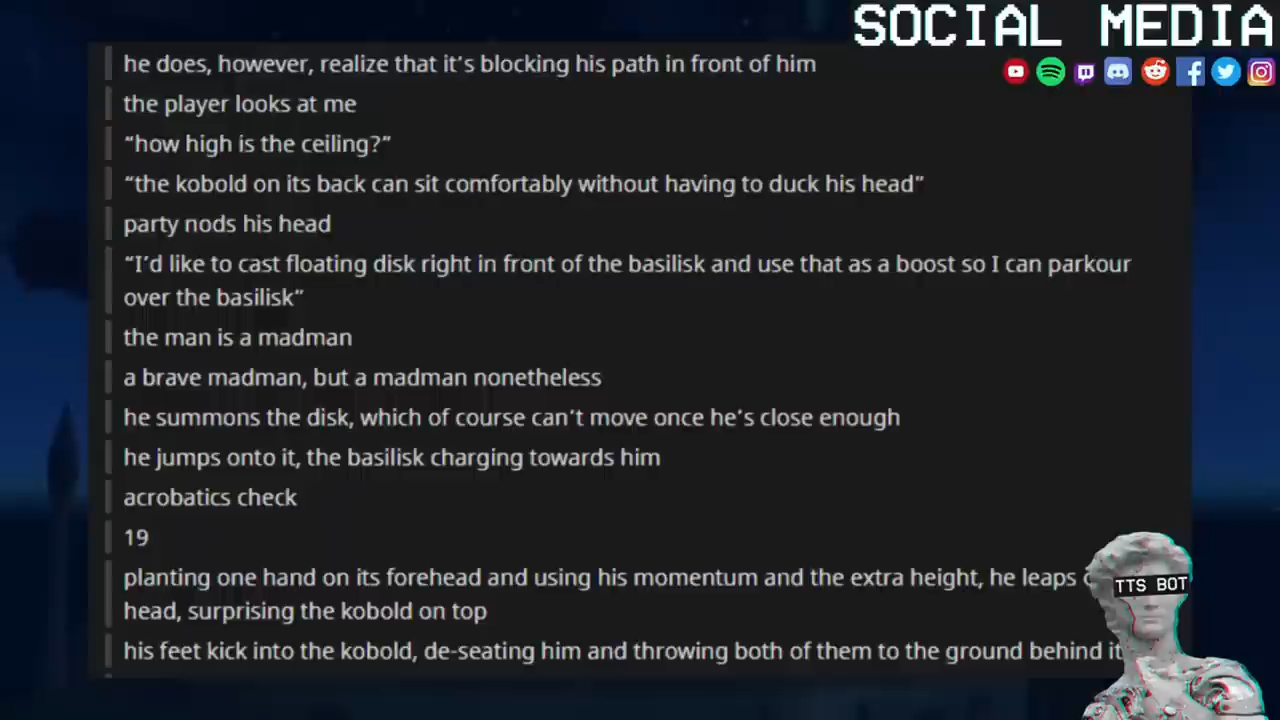 SOCIAL MEDIA
he does, however, realize that it’s blocking his path in front of him
the player looks at me
“how high is the ceiling?”
“the kobold on its back can sit comfortably without having to duck his head”
party nods his head
“I’d like to cast floating disk right in front of the basilisk and use that as a boost so I can parkour
over the basilisk”
the man is a madman
a brave madman, but a madman nonetheless
he summons the disk, which of course can’t move once he’s close enough
he jumps onto it, the basilisk charging towards him
acrobatics check
19
planting one hand on its forehead and using his momentum and the extra height, he leaps
head, surprising the kobold on top
his feet kick into the kobold, de-seating him and throwing both of them to the ground behind it
TTS BOT